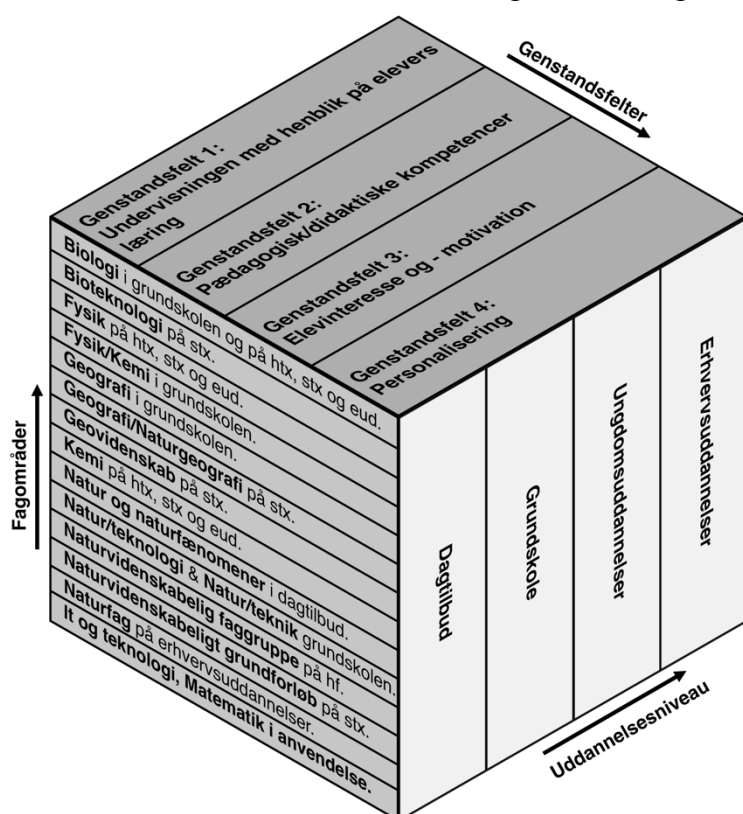 Genstandsfelter
Genstandsfelt 1:
Undervisningen med henblik på elevers
læring
Genstandsfelt 2:
Pædagogisk/didaktiske kompetencer
Genstandsfelt 3:
Elevinteresse og - motivation
Genstandsfelt 4:
Personalisering
Fagområder
Biologi i grundskolen og på htx, stx og eud.
Bioteknologi på stx.
Fysik på htx, stx og eud.
Fysik/Kemi i grundskolen.
Geografi i grundskolen.
Geografi/Naturgeografi på stx.
Geovidenskab på stx.
Kemi på htx, stx og eud.
Natur og naturfænomener i dagtilbud.
Natur/teknologi & Natur/teknik grundskolen.
Naturvidenskabelig faggruppe på hf.
Naturvidenskabeligt grundforløb på stx.
Naturfag på erhvervsuddannelser.
It og teknologi, Matematik i anvendelse.
Dagtilbud
Grundskole
Ungdomsuddannelser
Erhvervsuddannelser
Uddannelsesniveau